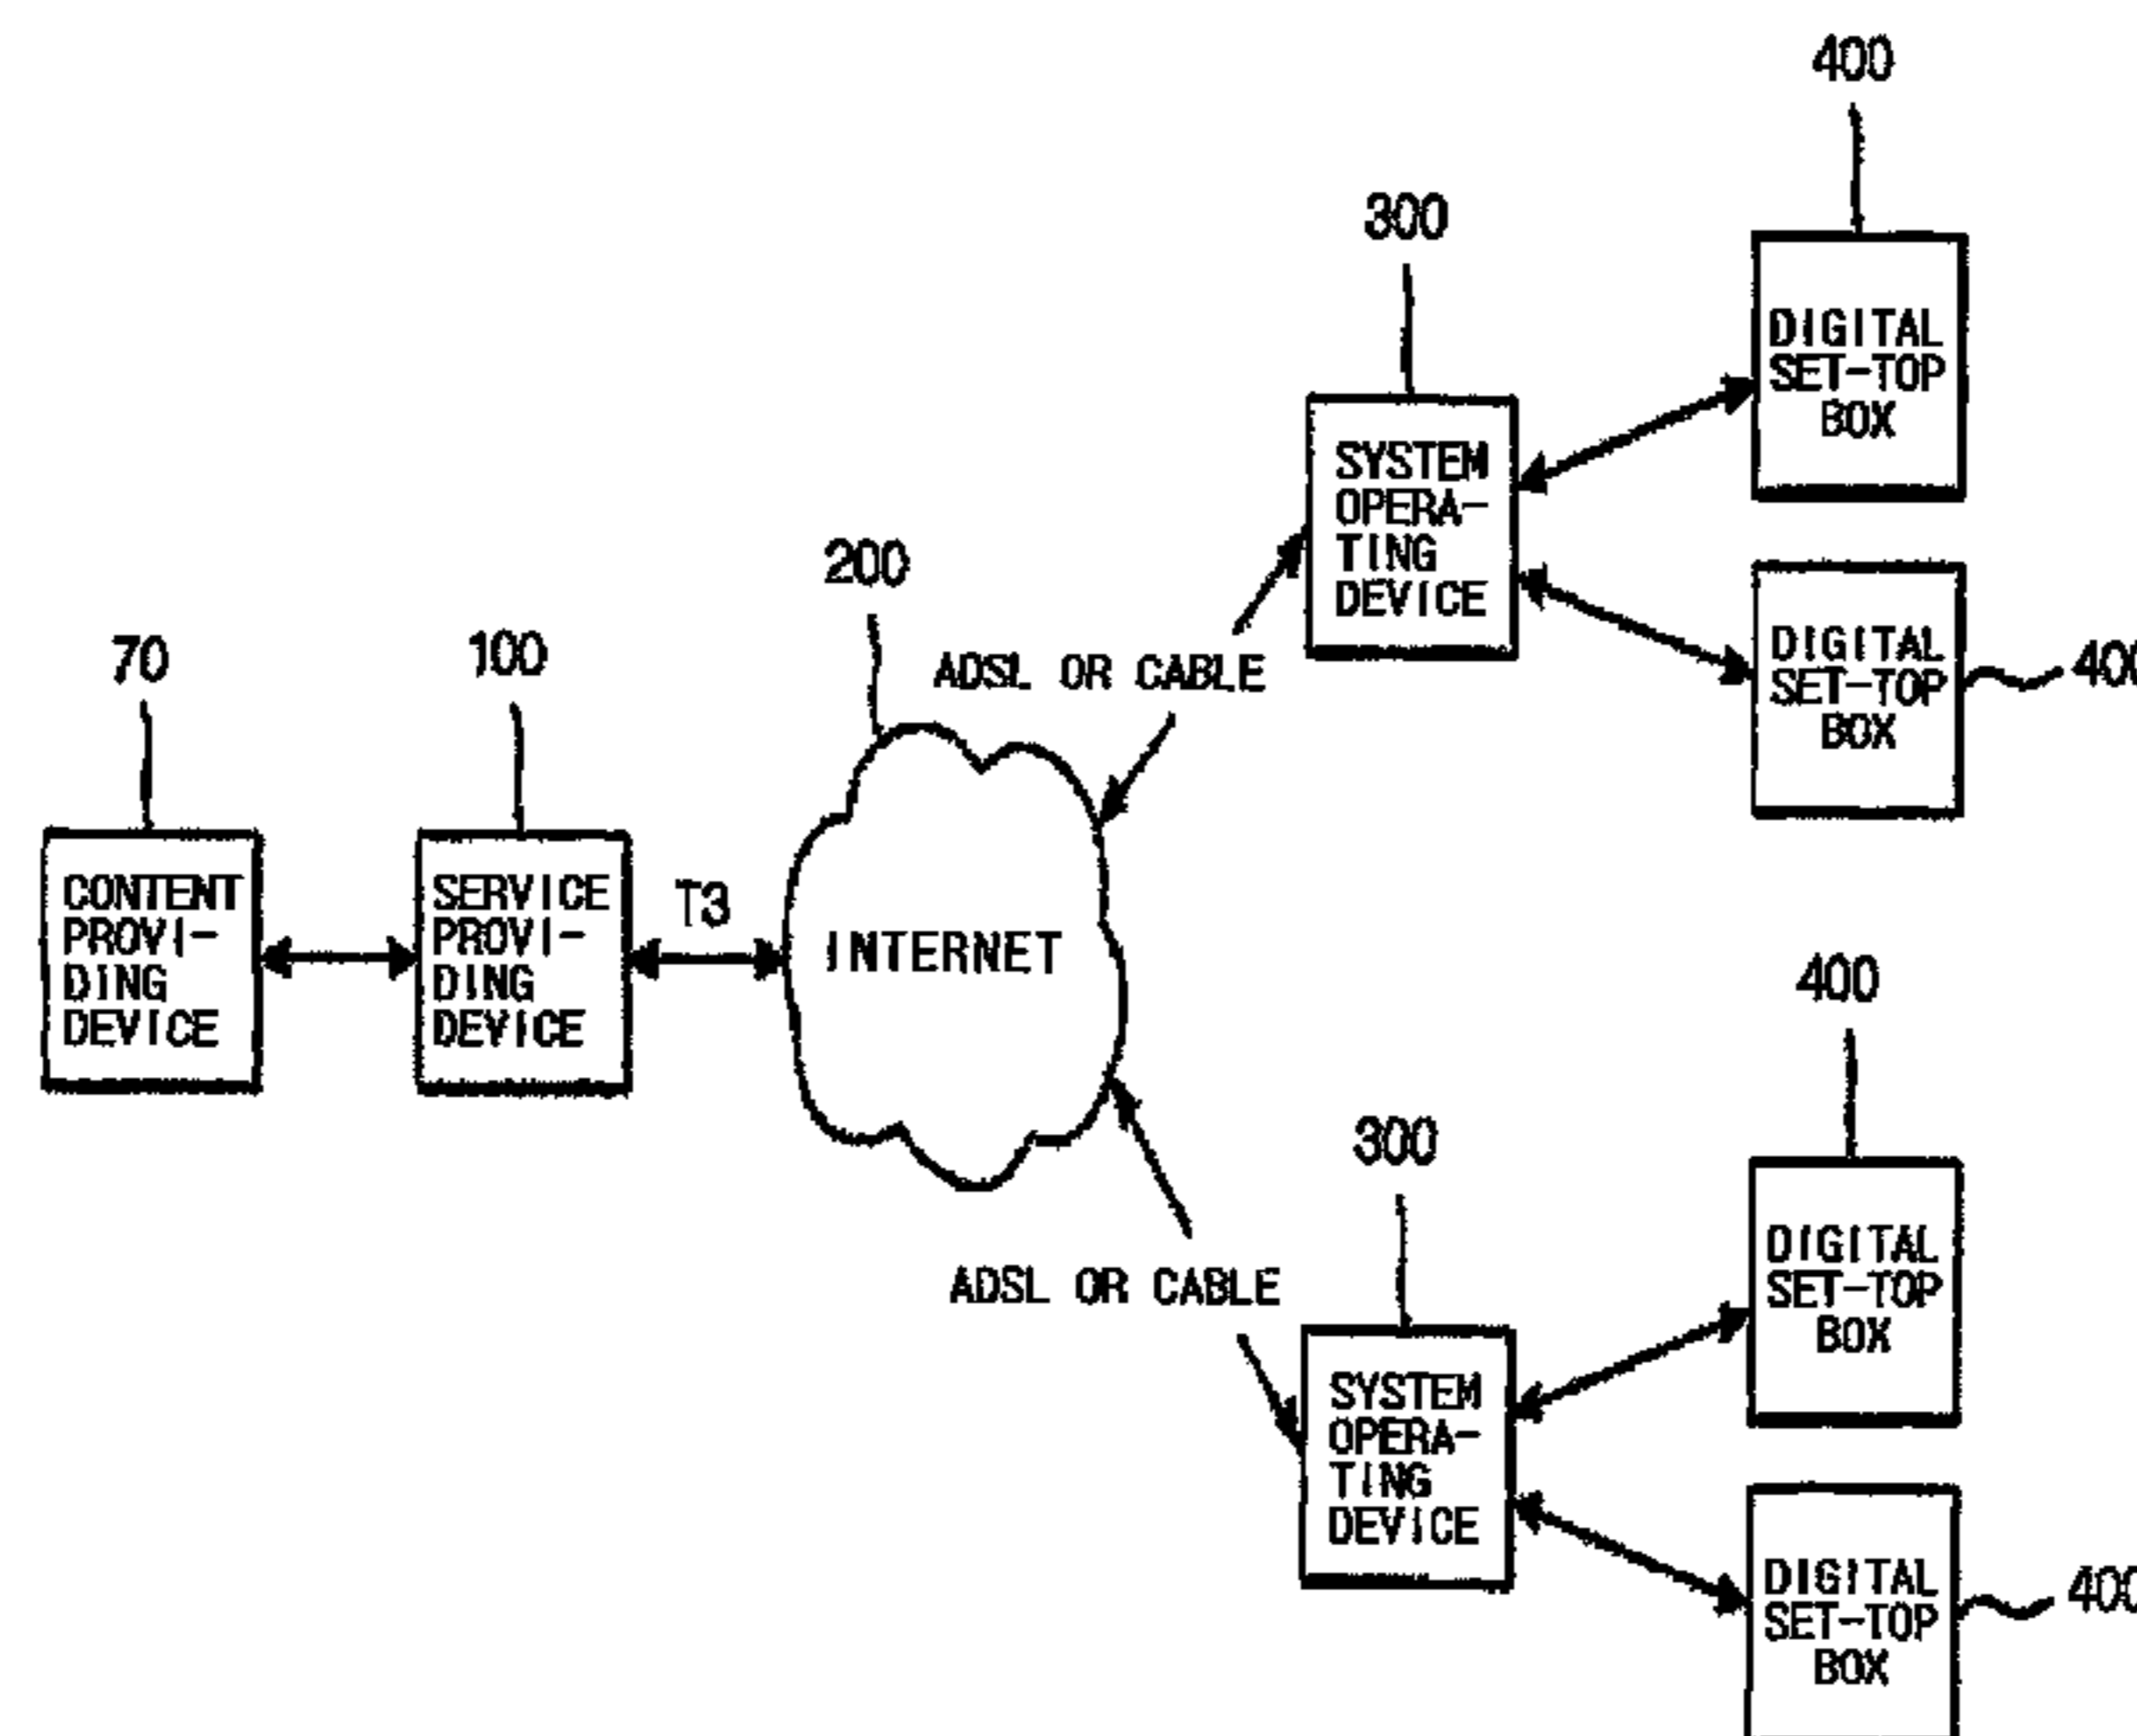 400
300
DIGITAL
SET-TOP
BOX
SYSTEM
OPERA-
TING
DEVICE
200
DIGITAL
SET-TOP
BOX
400
70
100
ADSL OR CABLE
CONTENT
PROVI-
DING
DEVICE
SERVICE
PROVI-
DING
DEVICE
T3
INTERNET
400
300
ADSL OR CABLE
DIGITAL
SET-TOP
BOX
SYSTEM
OPERA-
TING
DEVICE
DIGITAL
SET-TOP
BOX
400